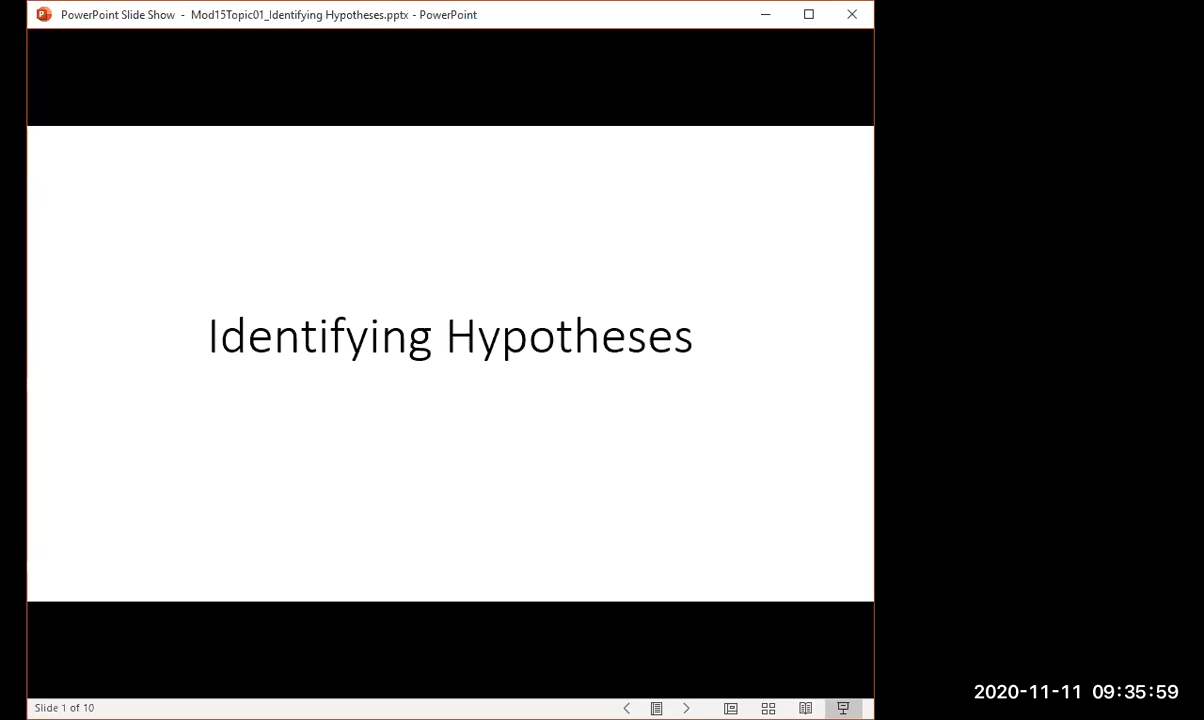 PowerPoint Slide Show - Mod15Topic01_Identifying Hypotheses.pptx - PowerPoint
Identifying Hypotheses
2020-11-11 09:35:59
Slide 1 of 10